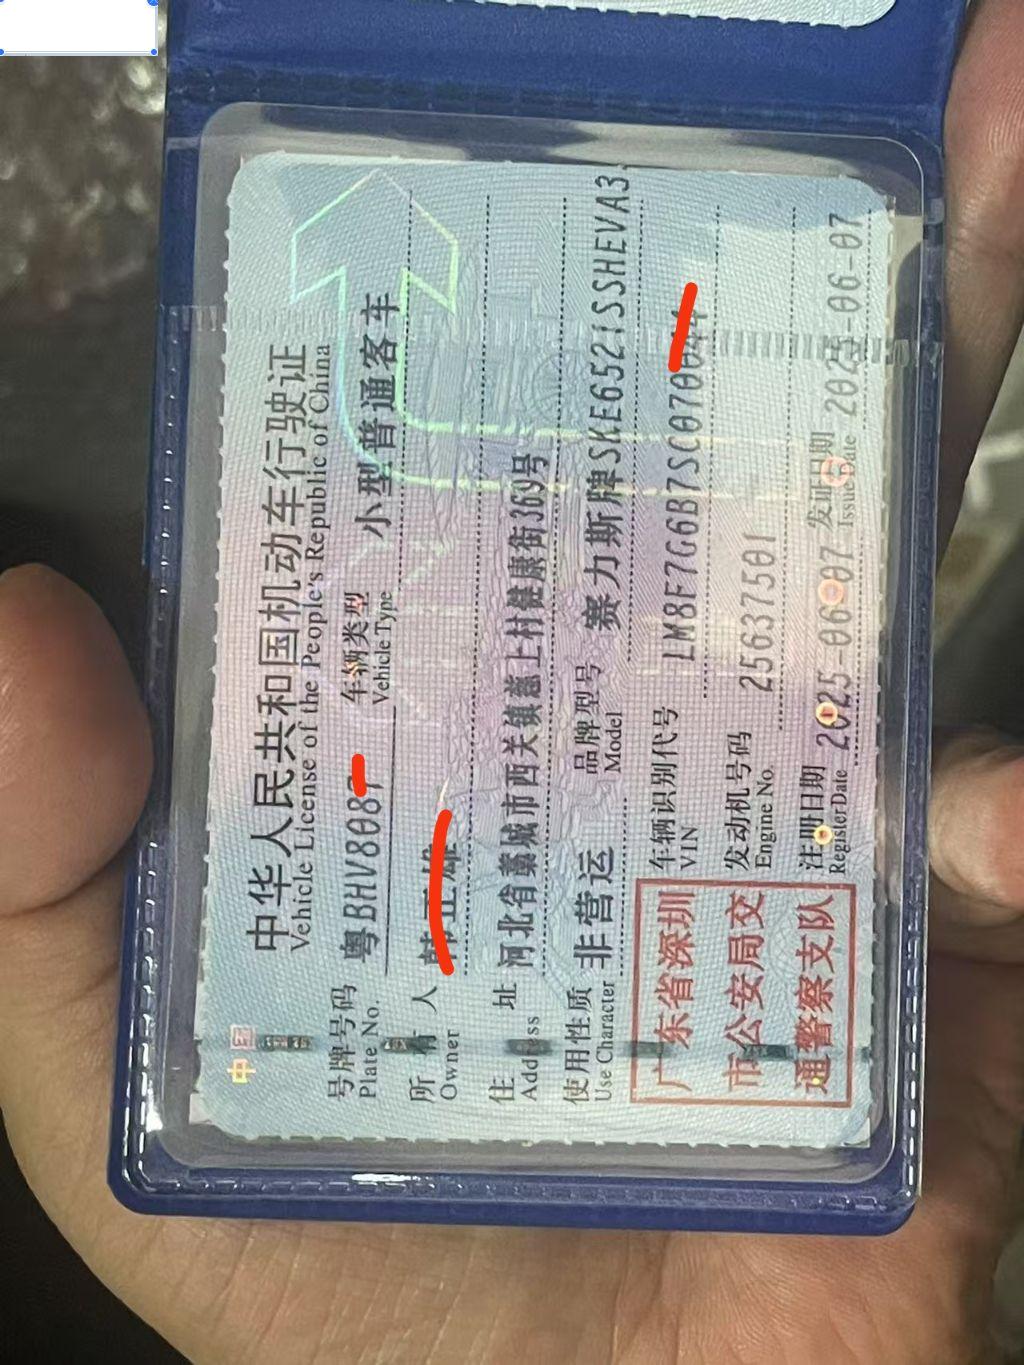 中国
中华人民共和国机动车行驶证
Vehicle License of the People's Republic of China
号牌号码 粤BHV808 车辆类型 小型普通客车
Plate No. Vehicle Type
所有人
Owner
住址 河北省藁城市西关镇慈上村健康街369号
Address
使用性质 非营运 品牌型号 赛力斯牌SKE6521SSHEVA3
Use Character Model
广东省深圳
市公安局交
通警察支队
车辆识别代号 LM8F7G6B7SC0700
VIN
发动机号码 25637501
Engine No.
注册日期 2025-06-07 发证日期 2025-06-07
Register Date Issue Date